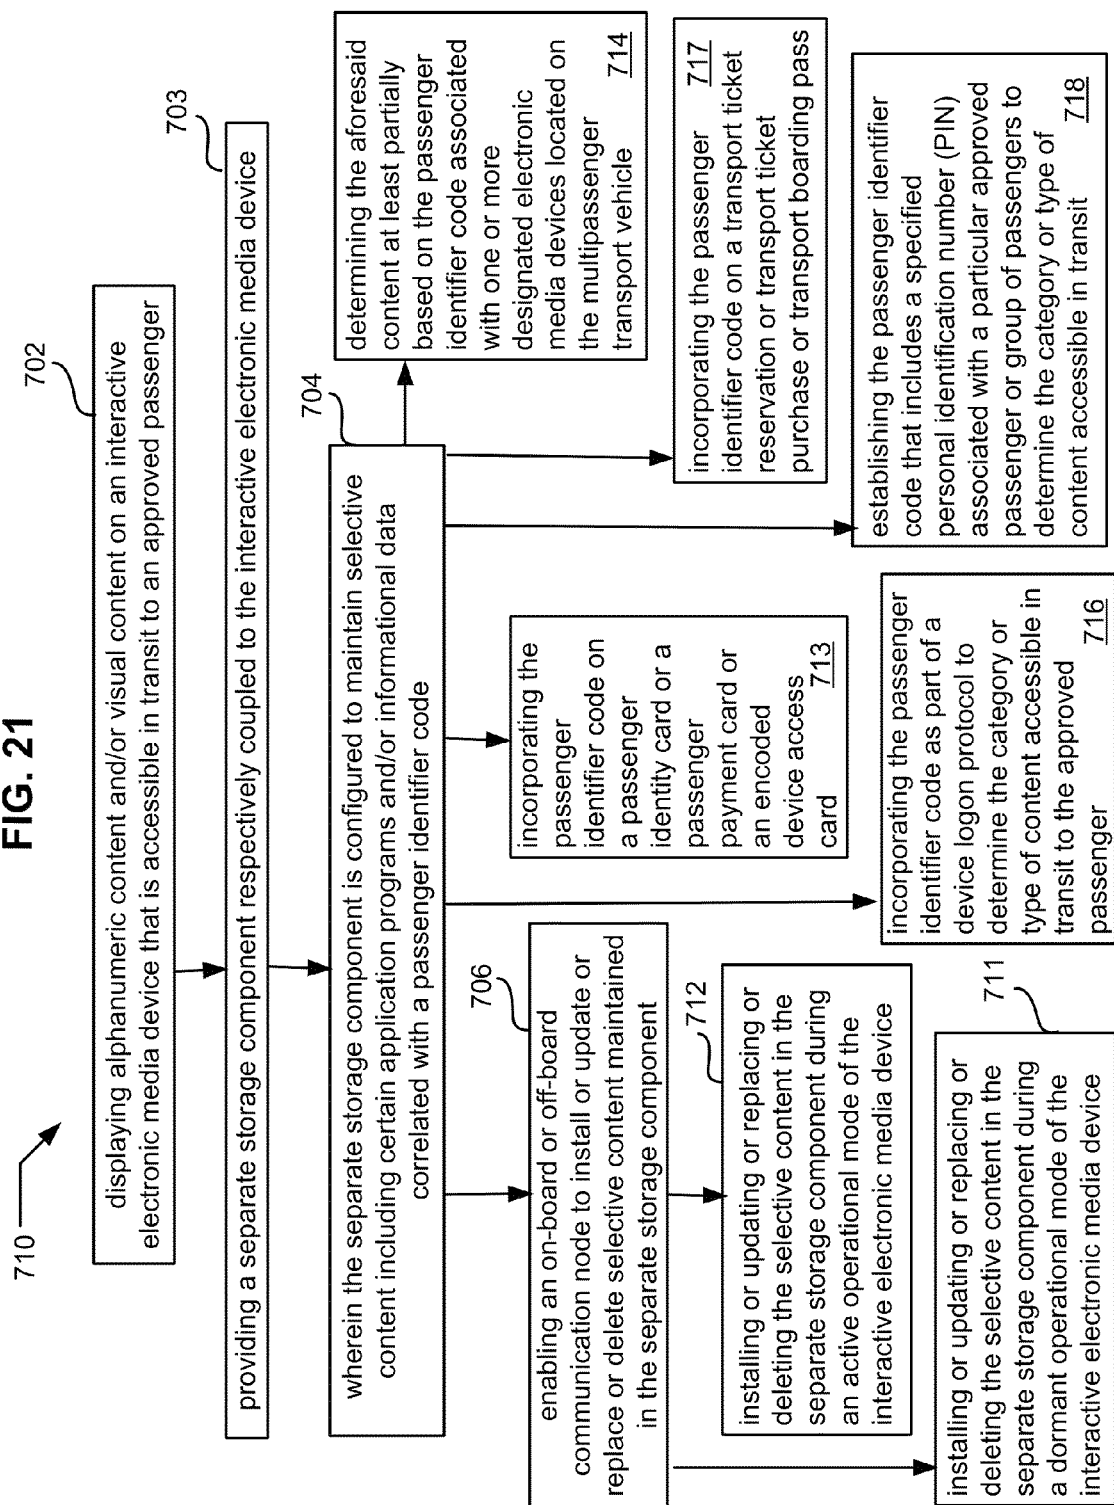 FIG. 21
710
702
displaying alphanumeric content and/or visual content on an interactive
electronic media device that is accessible in transit to an approved passenger
703
providing a separate storage component respectively coupled to the interactive electronic media device
704
wherein the separate storage component is configured to maintain selective
content including certain application programs and/or informational data
correlated with a passenger identifier code
706
enabling an on-board or off-board
communication node to install or update or
replace or delete selective content maintained
in the separate storage component
712
installing or updating or replacing or
deleting the selective content in the
separate storage component during
an active operational mode of the
interactive electronic media device
711
installing or updating or replacing or
deleting the selective content in the
separate storage component during
a dormant operational mode of the
interactive electronic media device
incorporating the
passenger
identifier code on
a passenger
identity card or a
passenger
payment card or
an encoded
device access
card 713
incorporating the passenger
identifier code as part of a
device logon protocol to
determine the category or
type of content accessible in
transit to the approved
passenger 716
determining the aforesaid
content at least partially
based on the passenger
identifier code associated
with one or more
designated electronic
media devices located on
the multipassenger
transport vehicle 714
incorporating the passenger 717
identifier code on a transport ticket
reservation or transport ticket
purchase or transport boarding pass
establishing the passenger identifier
code that includes a specified
personal identification number (PIN)
associated with a particular approved
passenger or group of passengers to
determine the category or type of
content accessible in transit 718